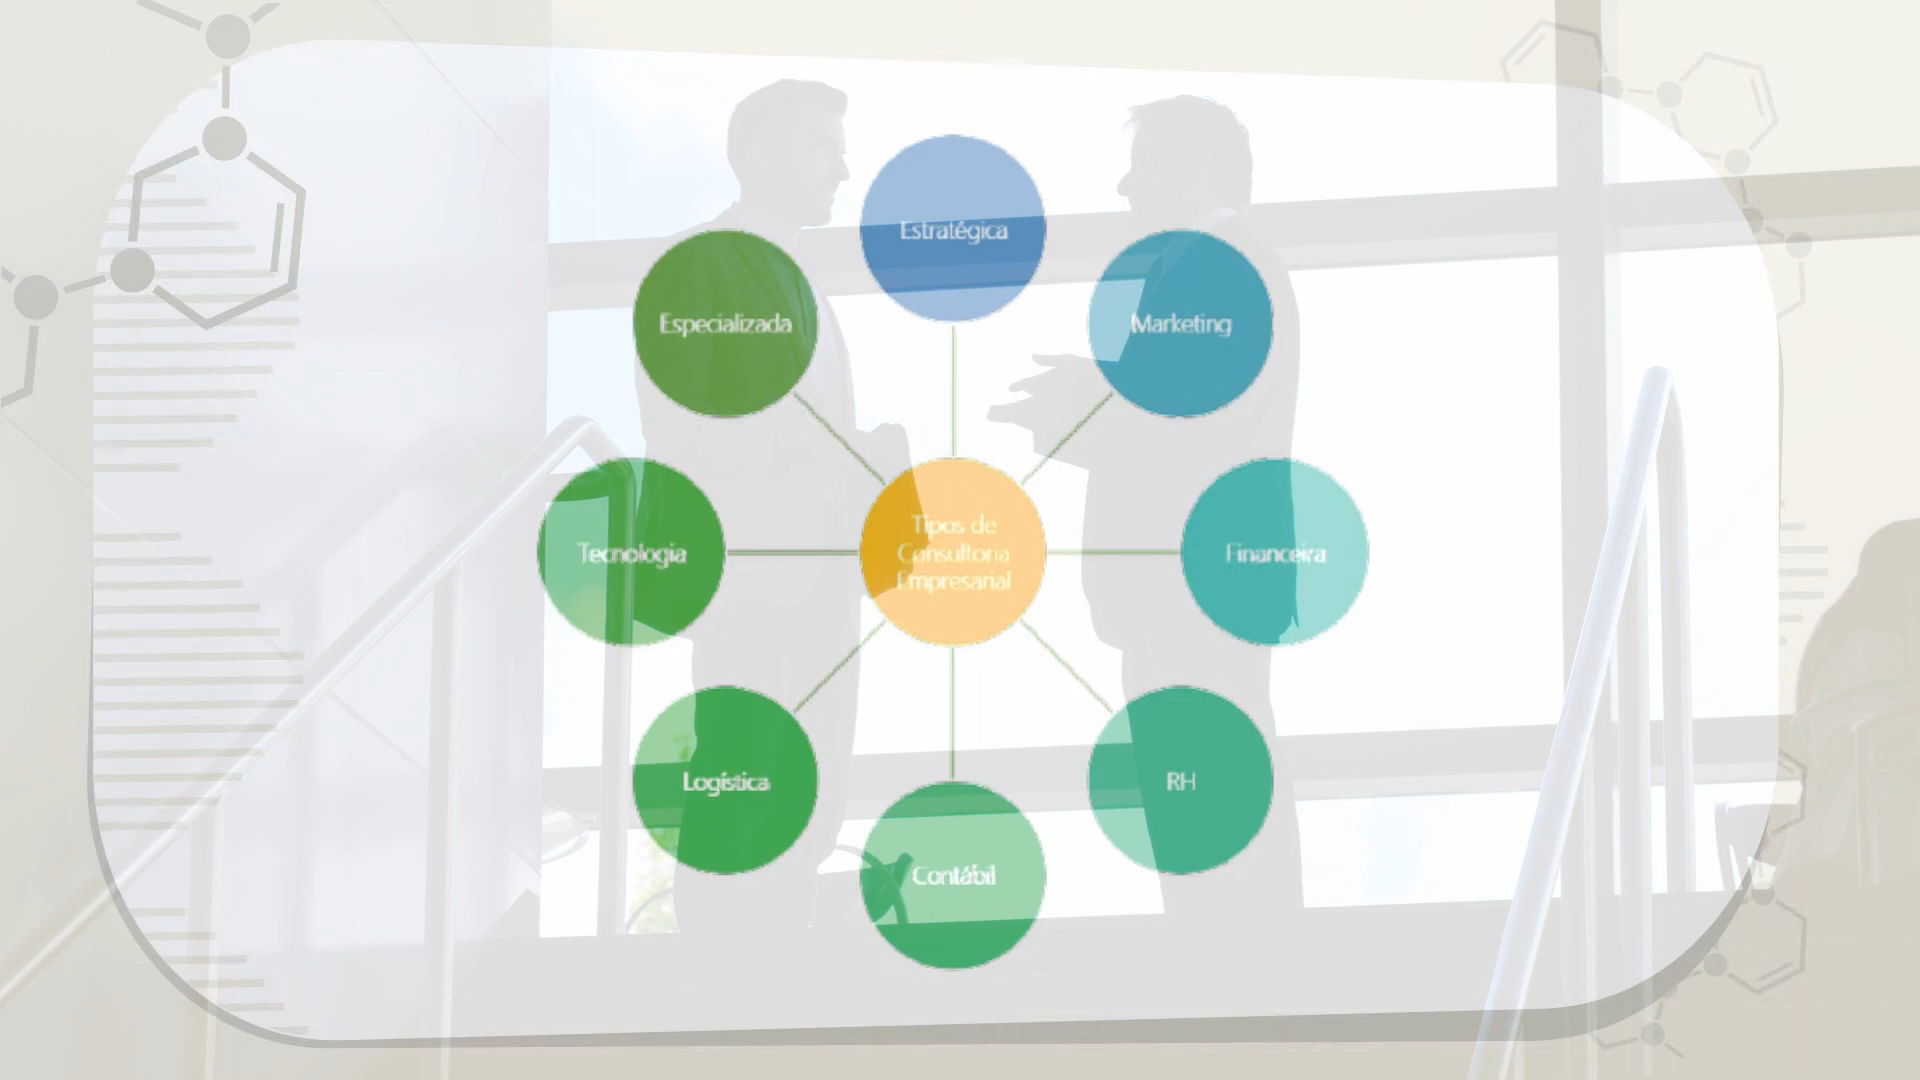 Estratégica
Especializada
Marketing
Tipos de
Consultoria
Empresarial
Tecnologia
Financeira
Logística
RH
Contábil